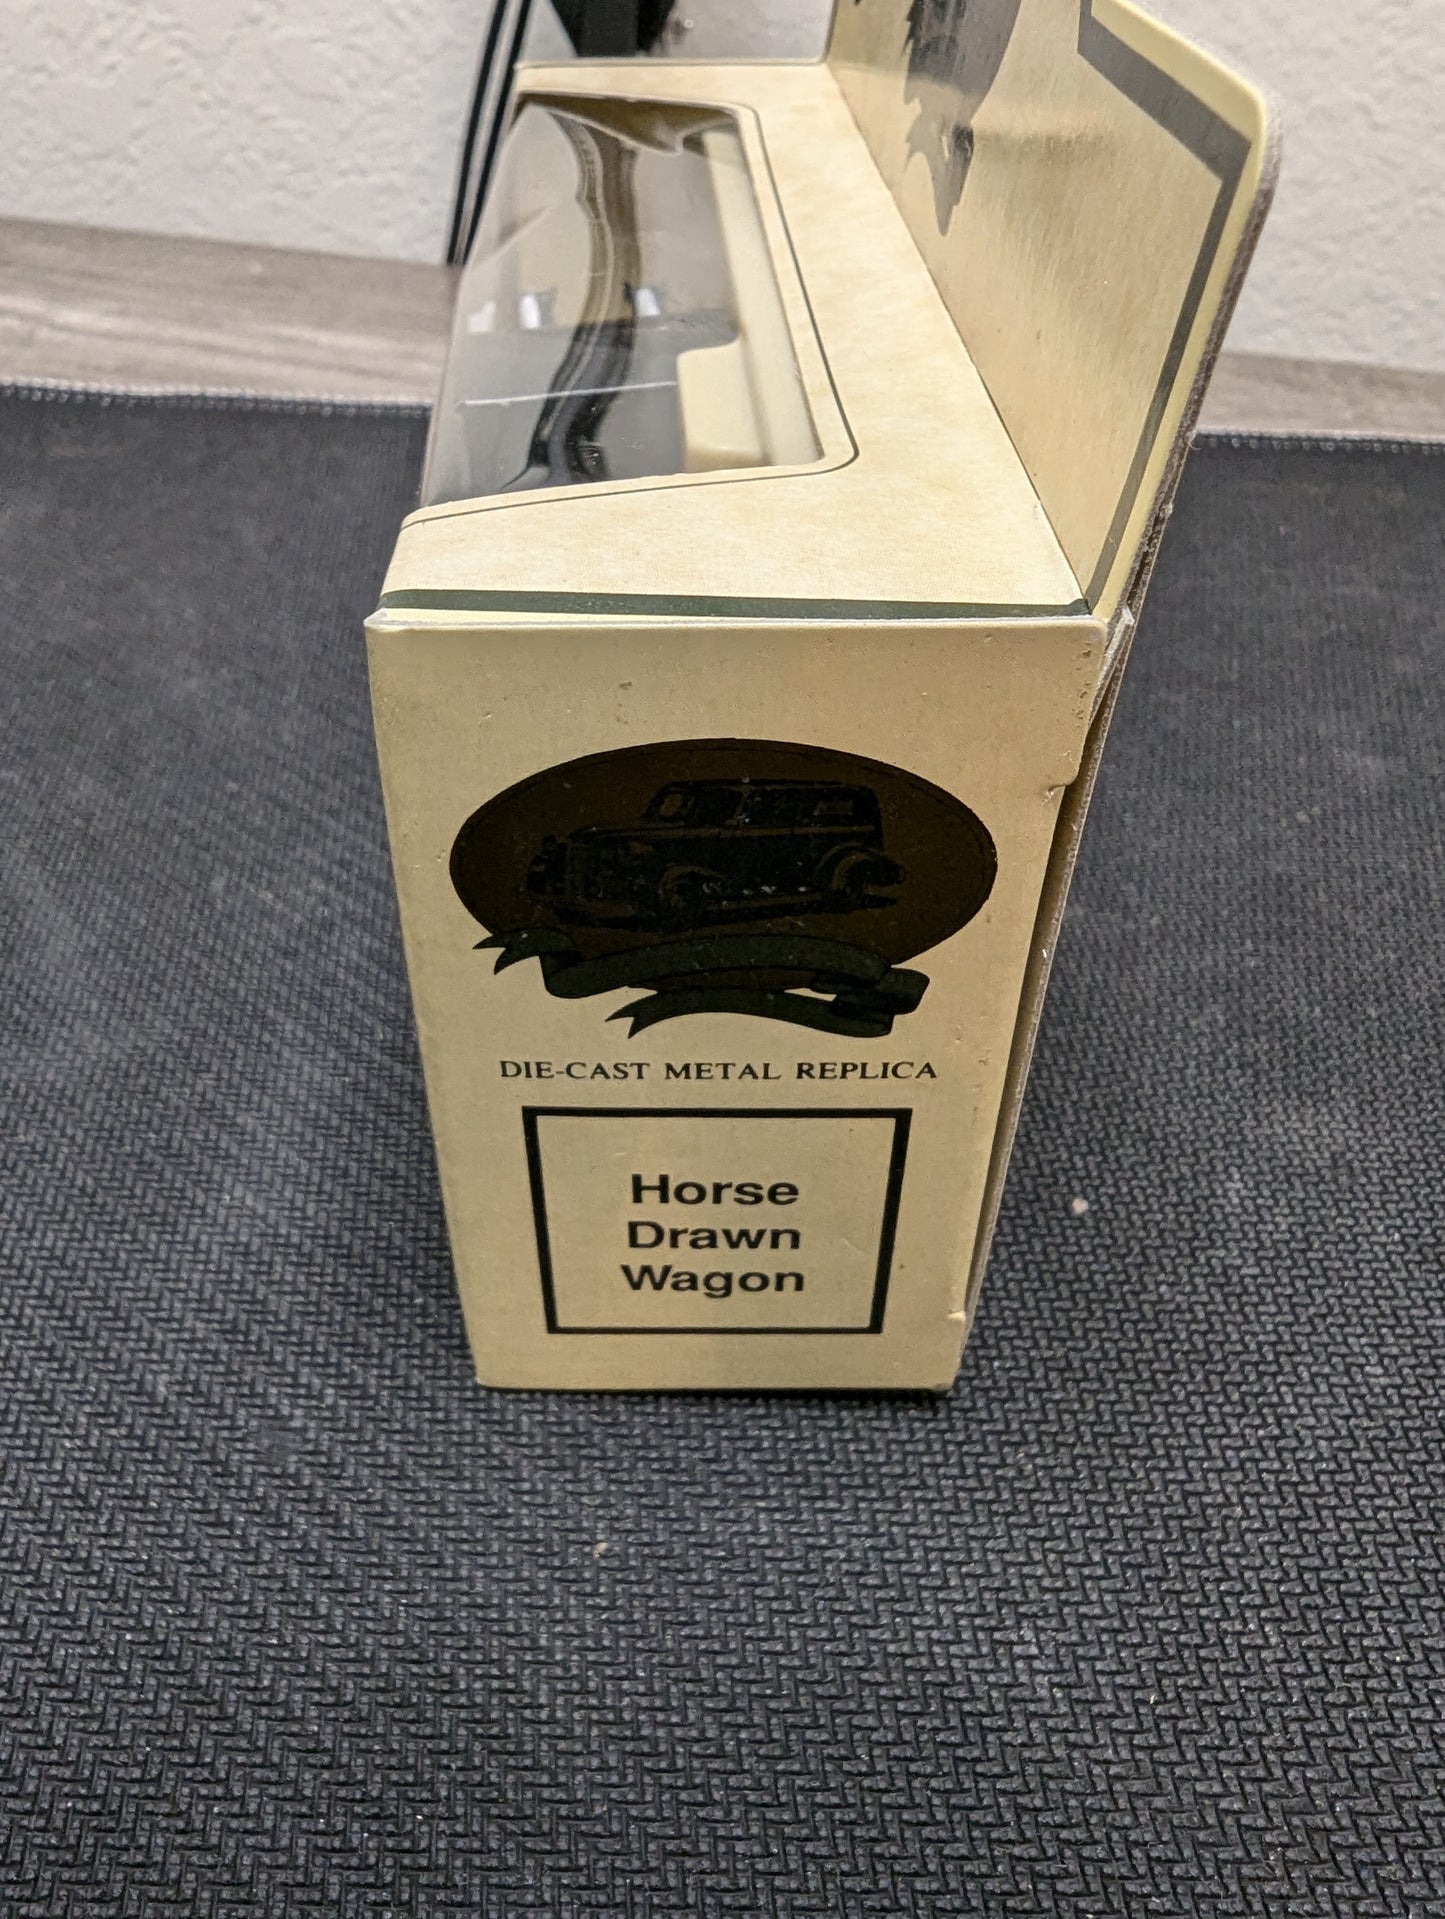 DIE-CAST METAL REPLICA
Horse
Drawn
Wagon